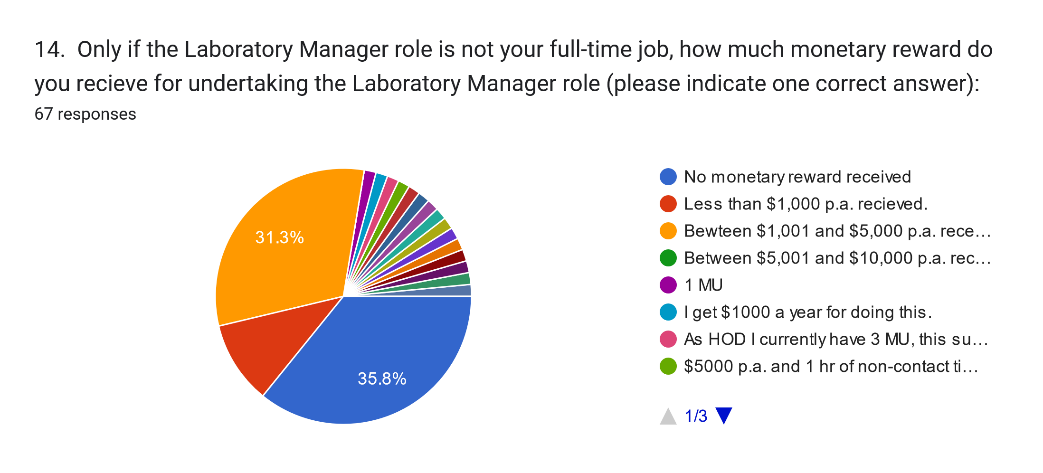 14. Only if the Laboratory Manager role is not your full-time job, how much monetary reward do
you recieve for undertaking the Laboratory Manager role (please indicate one correct answer):
67 responses
31.3%
35.8%
No monetary reward received
Less than $1,000 p.a. recieved.
Bewteen $1,001 and $5,000 p.a. rece...
Between $5,001 and $10,000 p.a. rec...
1 MU
I get $1000 a year for doing this.
As HOD I currently have 3 MU, this su...
$5000 p.a. and 1 hr of non-contact ti...
1/3